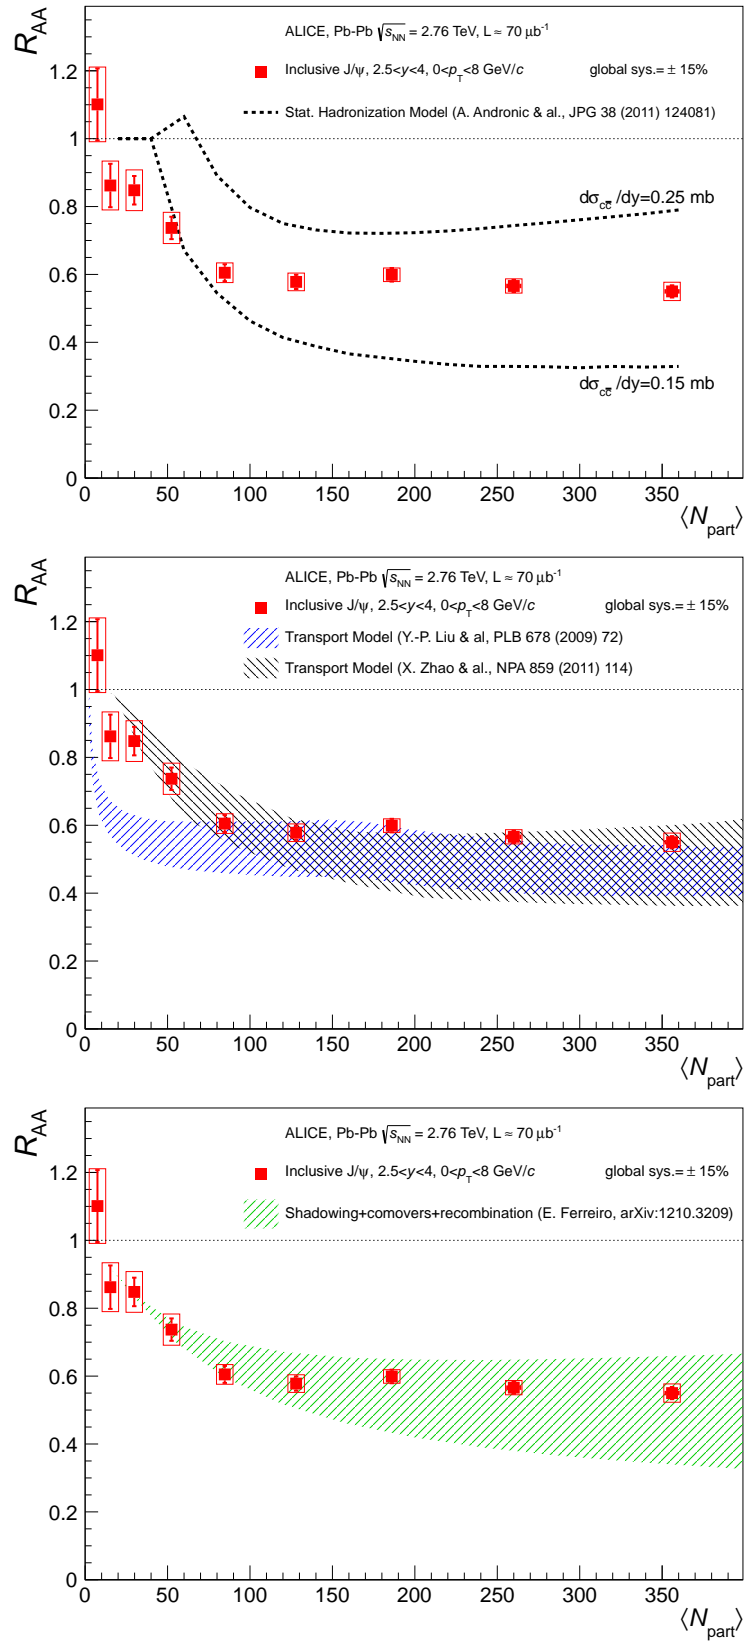 R_AA
ALICE, Pb-Pb √s_NN = 2.76 TeV, L ≈ 70 μb⁻¹
Inclusive J/ψ, 2.5<y<4, 0<p_T<8 GeV/c global sys.= ± 15%
Stat. Hadronization Model (A. Andronic & al., JPG 38 (2011) 124081)
1.2
1
0.8
dσ_cc̅/dy=0.25 mb
0.6
0.4
dσ_cc̅/dy=0.15 mb
0.2
0
0 50 100 150 200 250 300 350
⟨N_part⟩
R_AA
ALICE, Pb-Pb √s_NN = 2.76 TeV, L ≈ 70 μb⁻¹
Inclusive J/ψ, 2.5<y<4, 0<p_T<8 GeV/c global sys.= ± 15%
Transport Model (Y.-P. Liu & al, PLB 678 (2009) 72)
Transport Model (X. Zhao & al., NPA 859 (2011) 114)
1.2
1
0.8
0.6
0.4
0.2
0
0 50 100 150 200 250 300 350
⟨N_part⟩
R_AA
ALICE, Pb-Pb √s_NN = 2.76 TeV, L ≈ 70 μb⁻¹
Inclusive J/ψ, 2.5<y<4, 0<p_T<8 GeV/c global sys.= ± 15%
Shadowing+comovers+recombination (E. Ferreiro, arXiv:1210.3209)
1.2
1
0.8
0.6
0.4
0.2
0
0 50 100 150 200 250 300 350
⟨N_part⟩